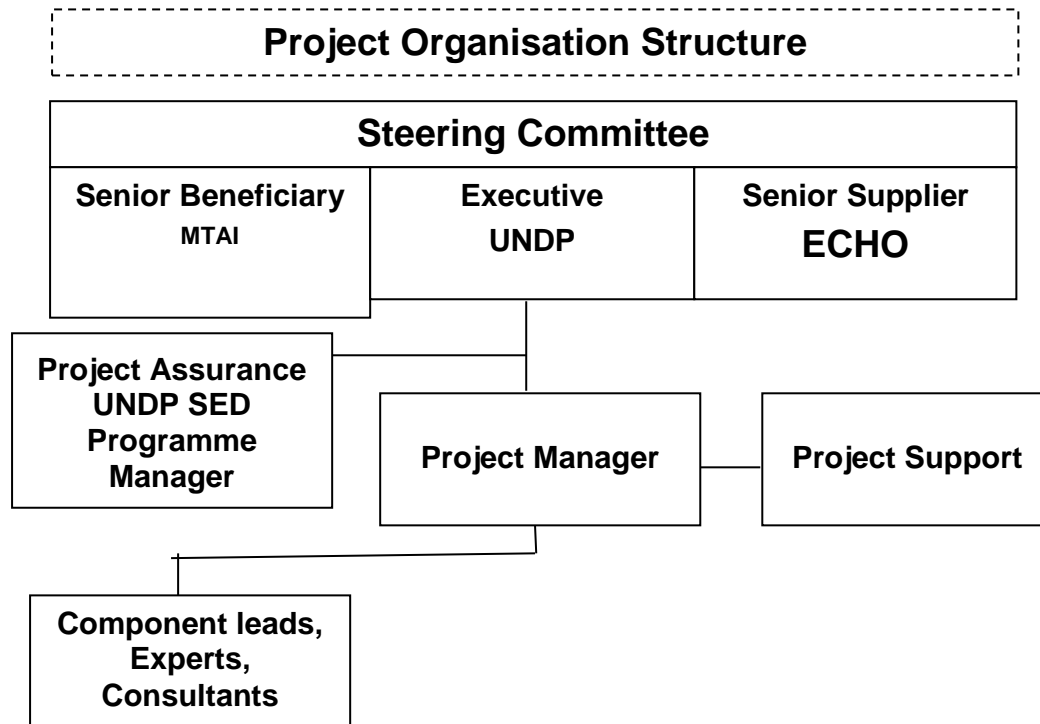 Project Organisation Structure
Steering Committee
Senior Beneficiary
MTAI
Executive
UNDP
Senior Supplier
ECHO
Project Assurance
UNDP SED
Programme
Manager
Project Manager
Project Support
Component leads,
Experts,
Consultants